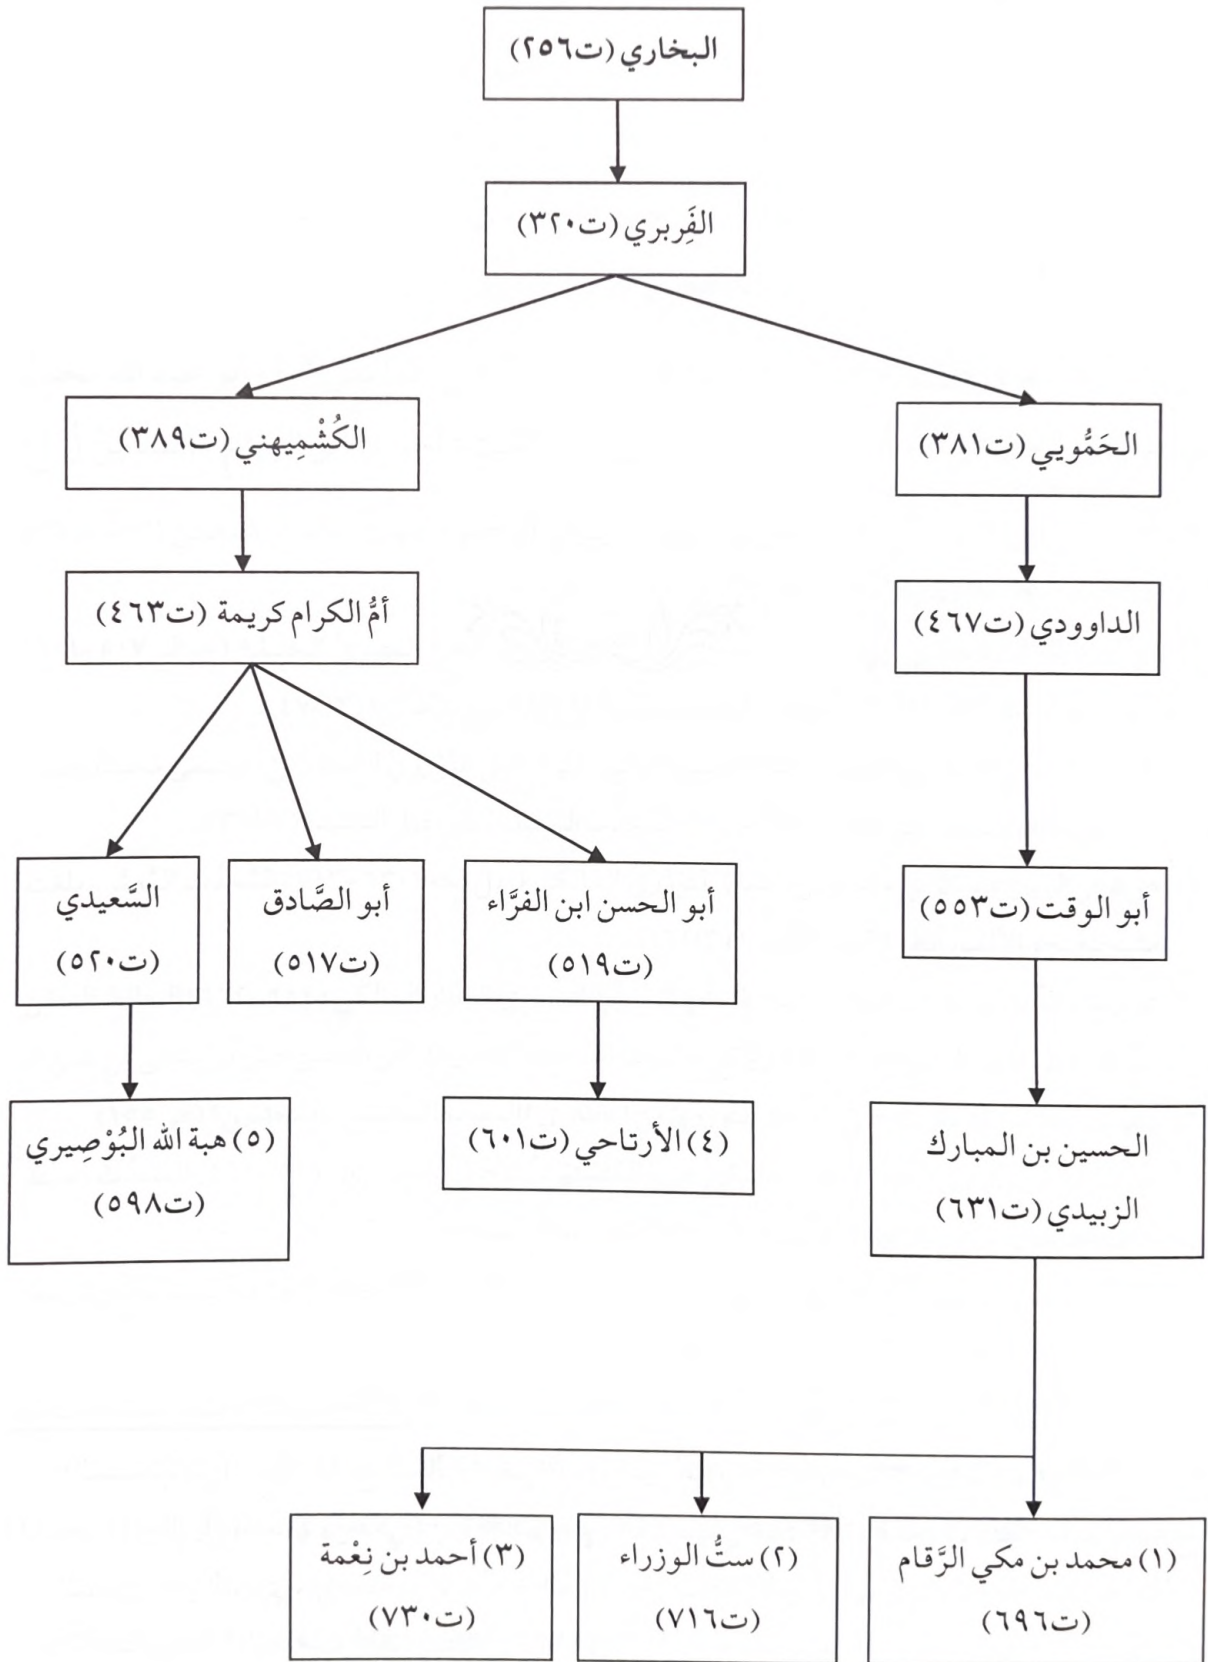 البخاري (ت٢٥٦)
الفَِربري (ت٣٢٠)
الحَمُّويي (ت٣٨١)
الكُشْمِيهني (ت٣٨٩)
الداوودي (ت٤٦٧)
أمُّ الكرام كريمة (ت٤٦٣)
أبو الوقت (ت٥٥٣)
أبو الحسن ابن الفرَّاء
(ت٥١٩)
أبو الصَّادق
(ت٥١٧)
السَّعيدي
(ت٥٢٠)
الحسين بن المبارك
الزبيدي (ت٦٣١)
(٤) الأرتاحي (ت٦٠١)
(٥) هبة الله البُوْصِيري
(ت٥٩٨)
(١) محمد بن مكي الرَّقام
(ت٦٩٦)
(٢) ستُّ الوزراء
(ت٧١٦)
(٣) أحمد بن نِعْمة
(ت٧٣٠)